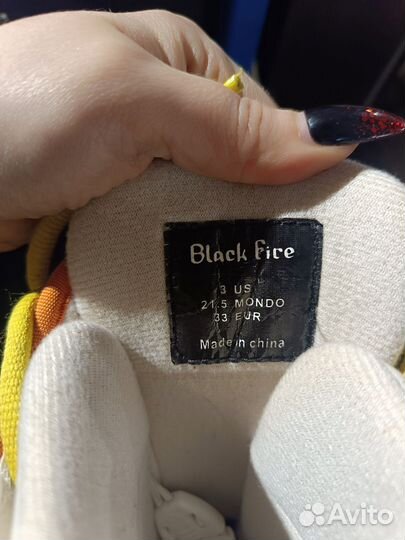 Black Fire
3 US
21.5 MONDO
33 EUR
Made in china
Avito